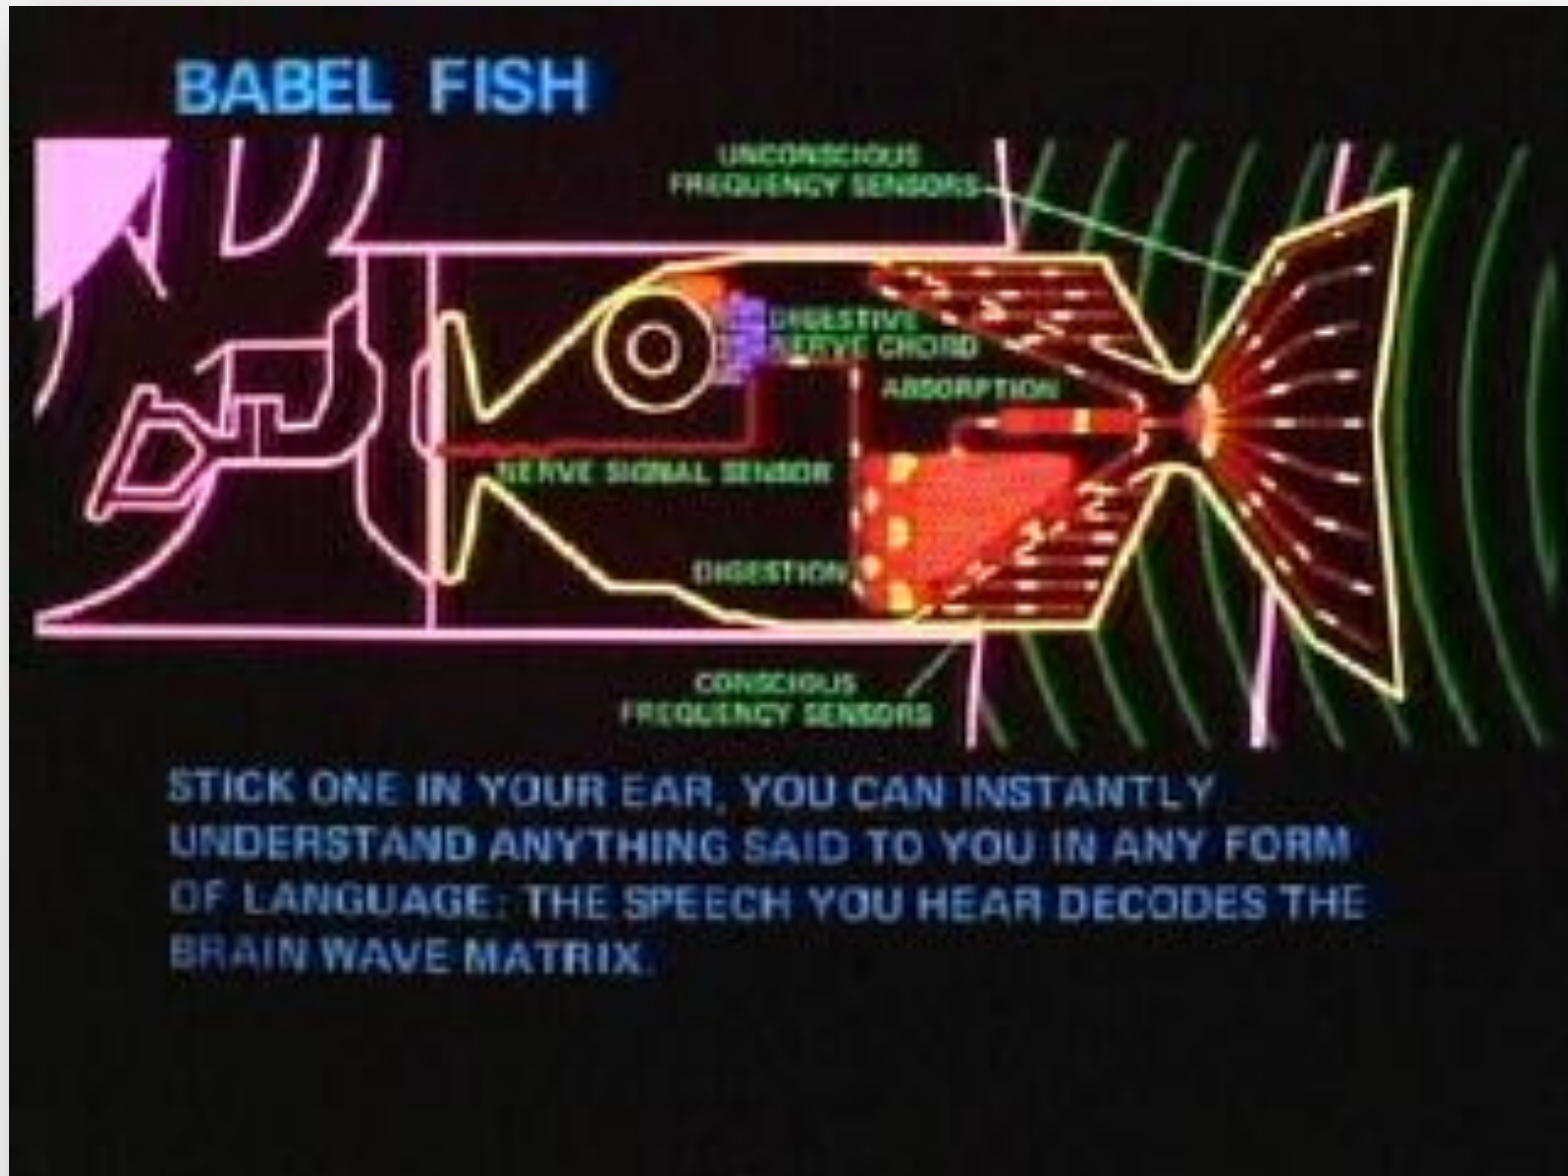 BABEL FISH
UNCONSCIOUS
FREQUENCY SENSORS
DIGESTIVE
NERVE CHORD
ABSORPTION
NERVE SIGNAL SENSOR
DIGESTION
CONSCIOUS
FREQUENCY SENSORS
STICK ONE IN YOUR EAR, YOU CAN INSTANTLY
UNDERSTAND ANYTHING SAID TO YOU IN ANY FORM
OF LANGUAGE: THE SPEECH YOU HEAR DECODES THE
BRAIN WAVE MATRIX.